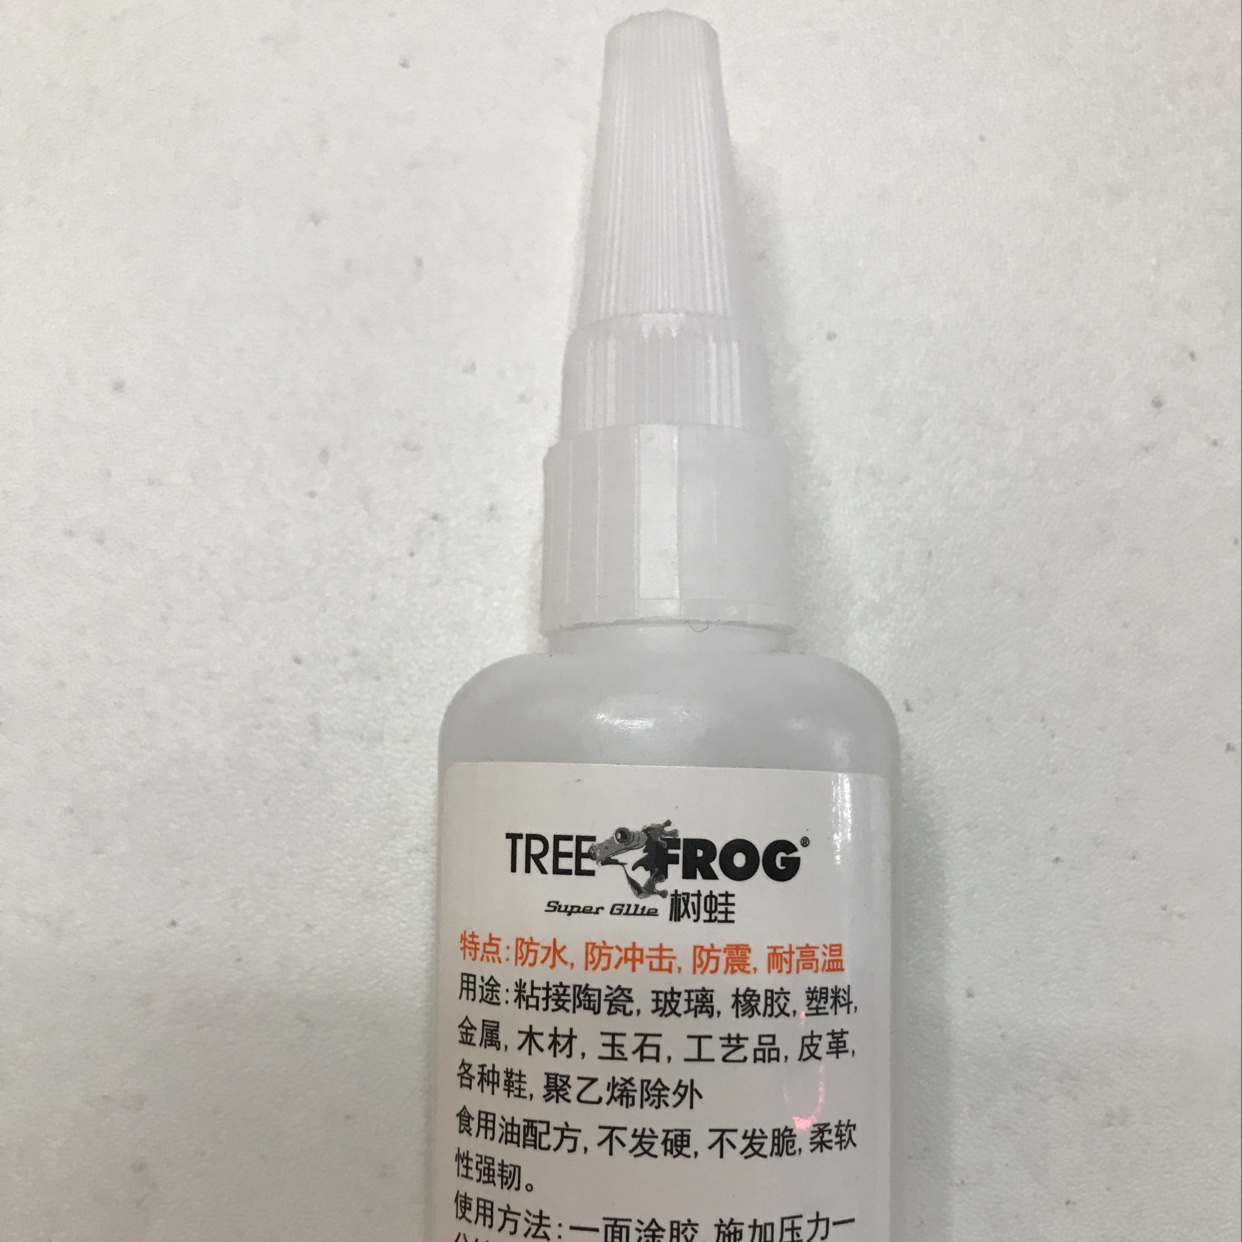 TREE FROG®
Super Gllie 树蛙
特点:防水, 防冲击, 防震, 耐高温
用途:粘接陶瓷, 玻璃, 橡胶, 塑料,
金属, 木材, 玉石, 工艺品, 皮革,
各种鞋, 聚乙烯除外
食用油配方, 不发硬, 不发脆, 柔软
性强韧。
使用方法:一面涂胶, 施加压力一